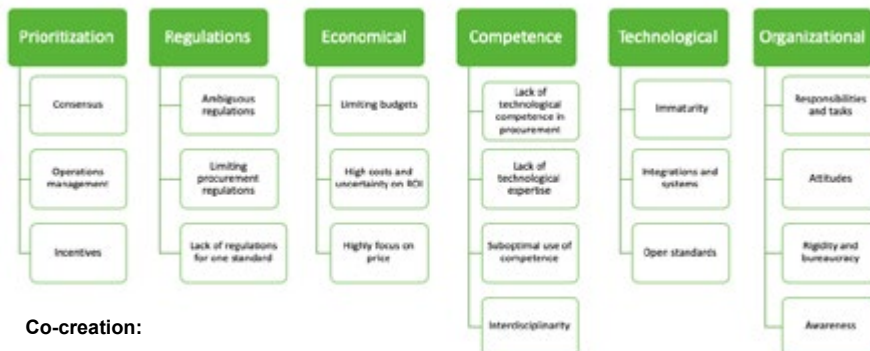 Prioritization
Consensus
Operations
management
Incentives
Regulations
Ambiguous
regulations
Limiting
procurement
regulations
Lack of regulations
for one standard
Economical
Limiting budgets
High costs and
uncertainty on ROI
Highly focus on
price
Competence
Lack of
technological
competence in
procurement
Lack of
technological
expertise
Suboptimal use of
competence
Interdisciplinarity
Technological
Immaturity
Integrations and
systems
Open standards
Organizational
Responsibilities
and tasks
Attitudes
Rigidity and
bureaucracy
Awareness
Co-creation: